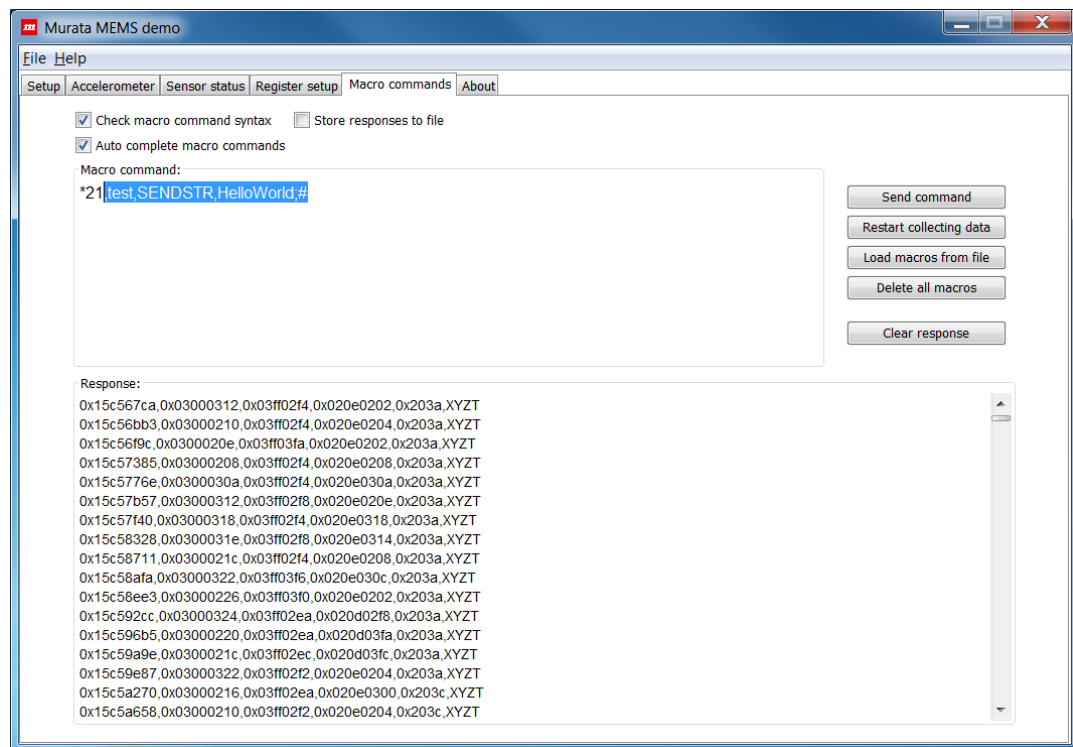 Murata MEMS demo
File Help
Setup Accelerometer Sensor status Register setup Macro commands About
Check macro command syntax Store responses to file
Auto complete macro commands
Macro command:
*21,test,SENDSTR,HelloWorld;#
Send command
Restart collecting data
Load macros from file
Delete all macros
Clear response
Response:
0x15c567ca,0x03000312,0x03ff02f4,0x020e0202,0x203a,XYZT
0x15c56bb3,0x03000210,0x03ff02f4,0x020e0204,0x203a,XYZT
0x15c56f9c,0x0300020e,0x03ff03fa,0x020e0202,0x203a,XYZT
0x15c57385,0x03000208,0x03ff02f4,0x020e0208,0x203a,XYZT
0x15c5776e,0x0300030a,0x03ff02f4,0x020e030a,0x203a,XYZT
0x15c57b57,0x03000312,0x03ff02f8,0x020e020e,0x203a,XYZT
0x15c57f40,0x03000318,0x03ff02f4,0x020e0318,0x203a,XYZT
0x15c58328,0x0300031e,0x03ff02f8,0x020e0314,0x203a,XYZT
0x15c58711,0x0300021c,0x03ff02f4,0x020e0208,0x203a,XYZT
0x15c58afa,0x03000322,0x03ff03f6,0x020e030c,0x203a,XYZT
0x15c58ee3,0x03000226,0x03ff03f0,0x020e0202,0x203a,XYZT
0x15c592cc,0x03000324,0x03ff02ea,0x020d02f8,0x203a,XYZT
0x15c596b5,0x03000220,0x03ff02ea,0x020d03fa,0x203a,XYZT
0x15c59a9e,0x0300021c,0x03ff02ec,0x020d03fc,0x203a,XYZT
0x15c59e87,0x03000322,0x03ff02f2,0x020e0204,0x203a,XYZT
0x15c5a270,0x03000216,0x03ff02ea,0x020e0300,0x203c,XYZT
0x15c5a658,0x03000210,0x03ff02f2,0x020e0204,0x203c,XYZT